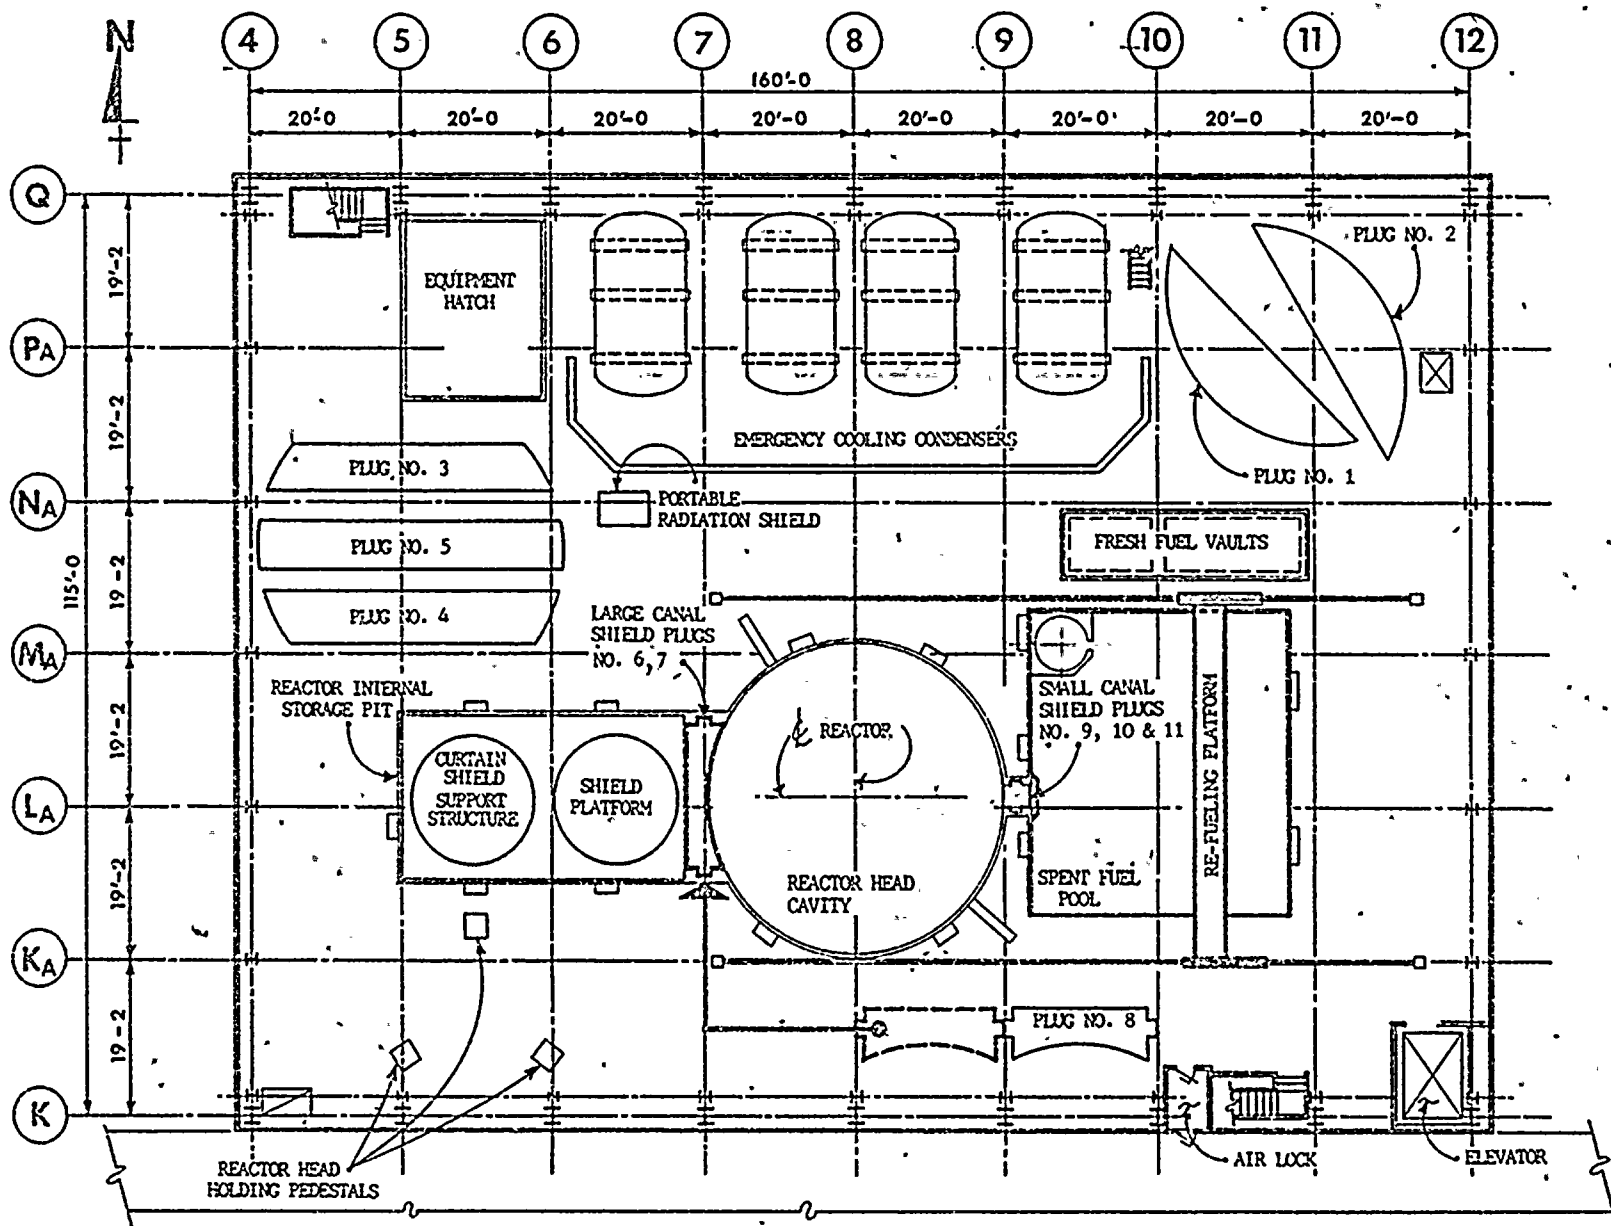 N
4 5 6 7 8 9 10 11 12
160'-0
20'-0 20'-0 20'-0 20'-0 20'-0 20'-0 20'-0 20'-0
Q
PA
NA
MA
LA
KA
K
115'-0
19'-2
19'-2
19'-2
19'-2
19'-2
19'-2
EQUIPMENT
HATCH
PLUG NO. 2
PLUG NO. 1
EMERGENCY COOLING CONDENSERS
PLUG NO. 3
PORTABLE
RADIATION SHIELD
PLUG NO. 5
FRESH FUEL VAULTS
PLUG NO. 4
LARGE CANAL
SHIELD PLUGS
NO. 6,7
REACTOR INTERNAL
STORAGE PIT
SMALL CANAL
SHIELD PLUGS
NO. 9, 10 & 11
RE-FUELING PLATFORM
℄ REACTOR
CURTAIN
SHIELD
SUPPORT
STRUCTURE
SHIELD
PLATFORM
REACTOR HEAD
CAVITY
SPENT FUEL
POOL
PLUG NO. 8
REACTOR HEAD
HOLDING PEDESTALS
AIR LOCK
ELEVATOR